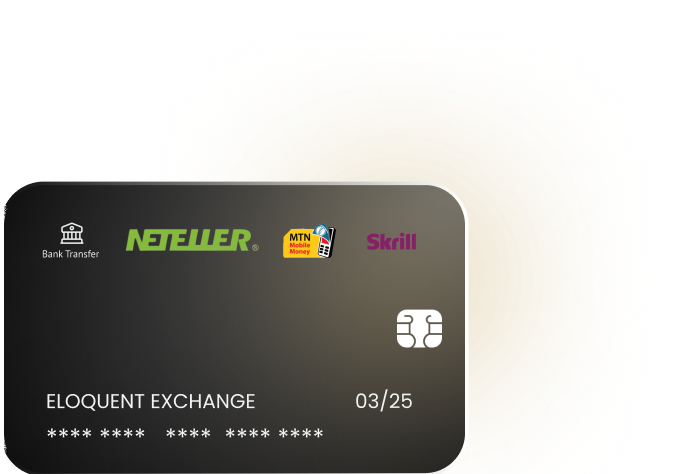 Bank Transfer
NETELLER®
MTN
Mobile
Money
Skrill
ELOQUENT EXCHANGE 03/25
**** **** **** **** ****